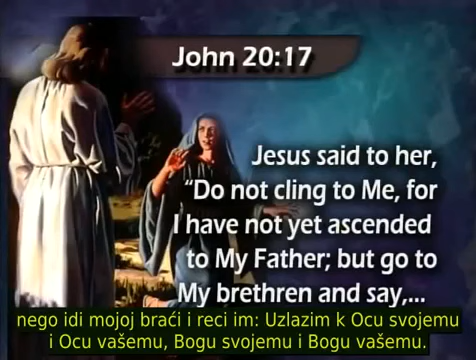 John 20:17
Jesus said to her,
“Do not cling to Me, for
I have not yet ascended
to My Father; but go to
My brethren and say,...
nego idi mojoj braći i reci im: Uzlazim k Ocu svojemu
i Ocu vašemu, Bogu svojemu i Bogu vašemu.